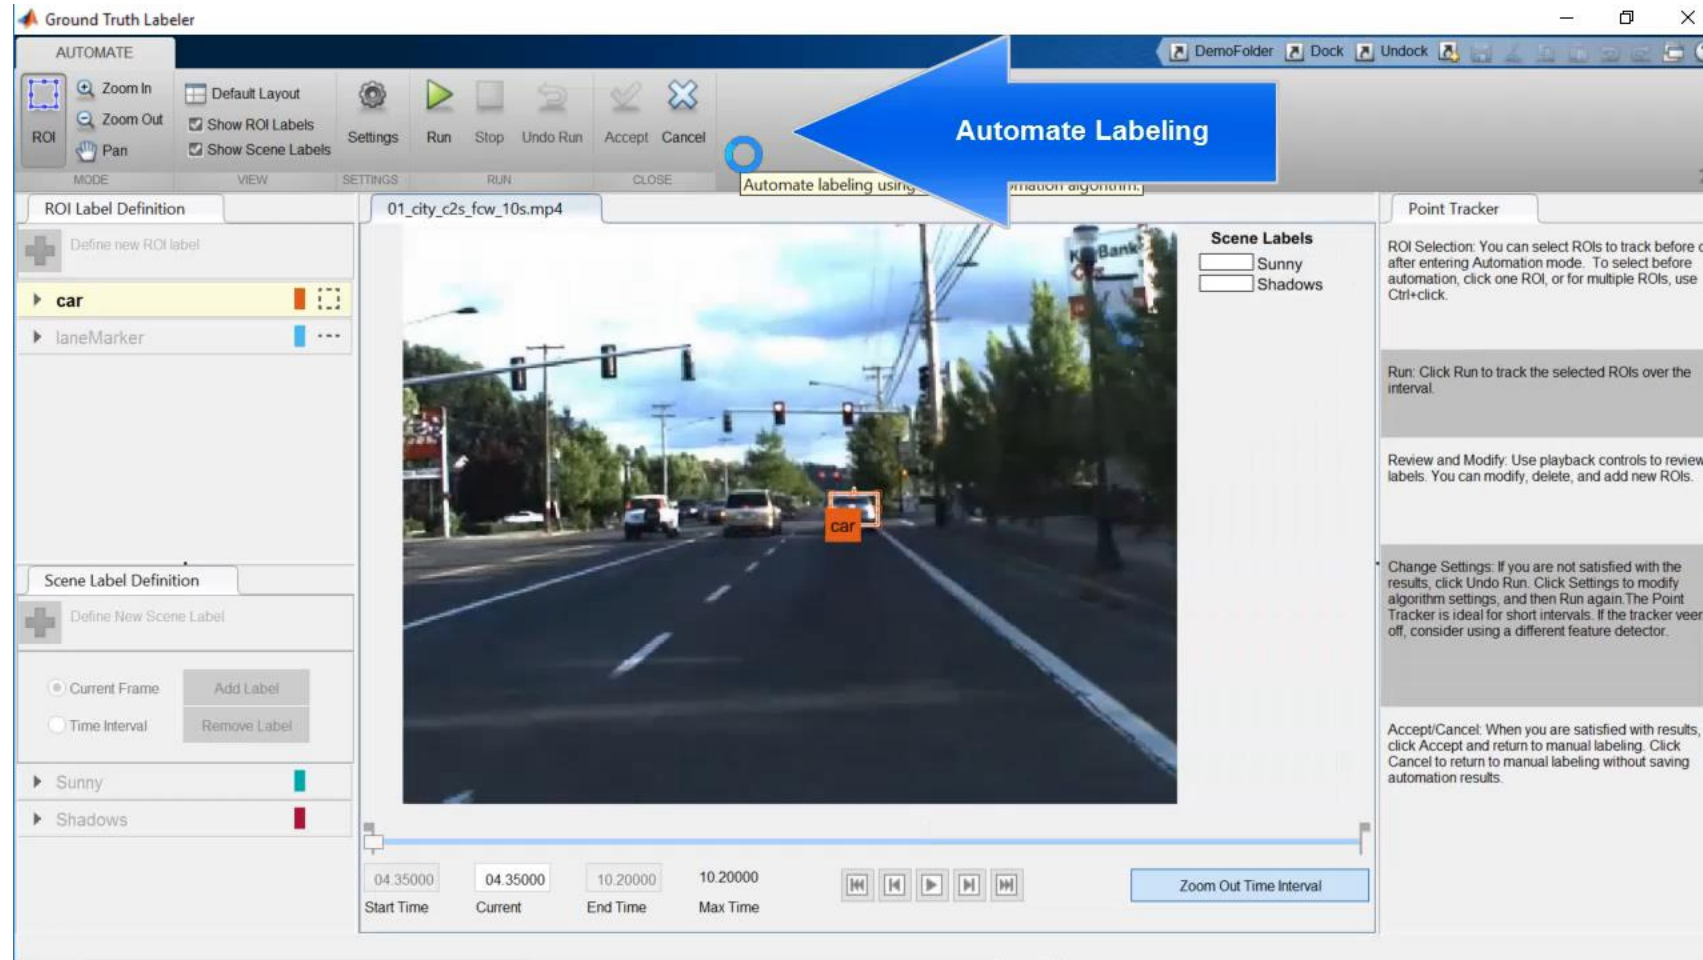 Ground Truth Labeler
AUTOMATE
DemoFolder
Dock
Undock
ROI
Zoom In
Zoom Out
Pan
Default Layout
Show ROI Labels
Show Scene Labels
Settings
Run
Stop
Undo Run
Accept
Cancel
Automate Labeling
MODE
VIEW
SETTINGS
RUN
CLOSE
Automate labeling using
automation algorithm.
ROI Label Definition
Define new ROI label
car
laneMarker
Scene Label Definition
Define New Scene Label
Current Frame
Add Label
Time Interval
Remove Label
Sunny
Shadows
01_city_c2s_fcw_10s.mp4
Bank
car
Scene Labels
Sunny
Shadows
04.35000
04.35000
10.20000
10.20000
Start Time
Current
End Time
Max Time
Zoom Out Time Interval
Point Tracker
ROI Selection: You can select ROIs to track before
after entering Automation mode. To select before
automation, click one ROI, or for multiple ROIs, use
Ctrl+click.
Run: Click Run to track the selected ROIs over the
interval.
Review and Modify: Use playback controls to review
labels. You can modify, delete, and add new ROIs.
Change Settings: If you are not satisfied with the
results, click Undo Run. Click Settings to modify
algorithm settings, and then Run again.The Point
Tracker is ideal for short intervals. If the tracker veer
off, consider using a different feature detector.
Accept/Cancel: When you are satisfied with results,
click Accept and return to manual labeling. Click
Cancel to return to manual labeling without saving
automation results.